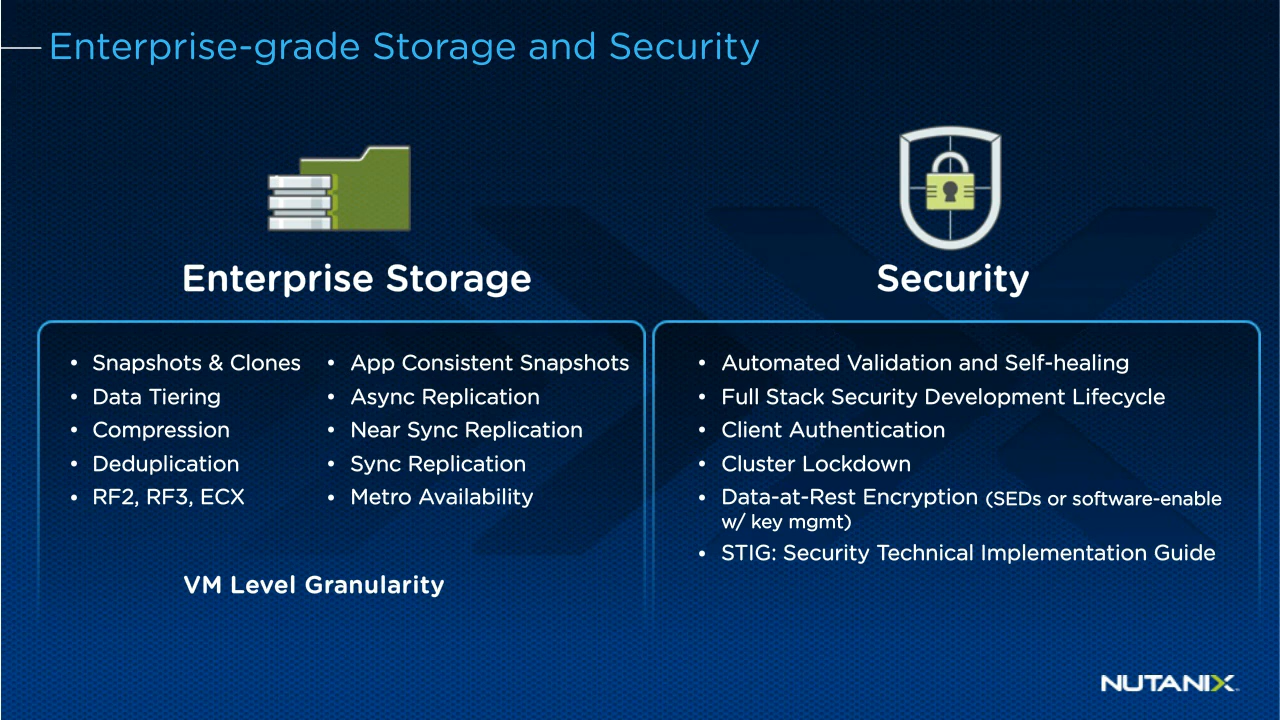 Enterprise-grade Storage and Security
Enterprise Storage
• Snapshots & Clones
• Data Tiering
• Compression
• Deduplication
• RF2, RF3, ECX
• App Consistent Snapshots
• Async Replication
• Near Sync Replication
• Sync Replication
• Metro Availability
VM Level Granularity
Security
• Automated Validation and Self-healing
• Full Stack Security Development Lifecycle
• Client Authentication
• Cluster Lockdown
• Data-at-Rest Encryption (SEDs or software-enable
w/ key mgmt)
• STIG: Security Technical Implementation Guide
NUTANIX